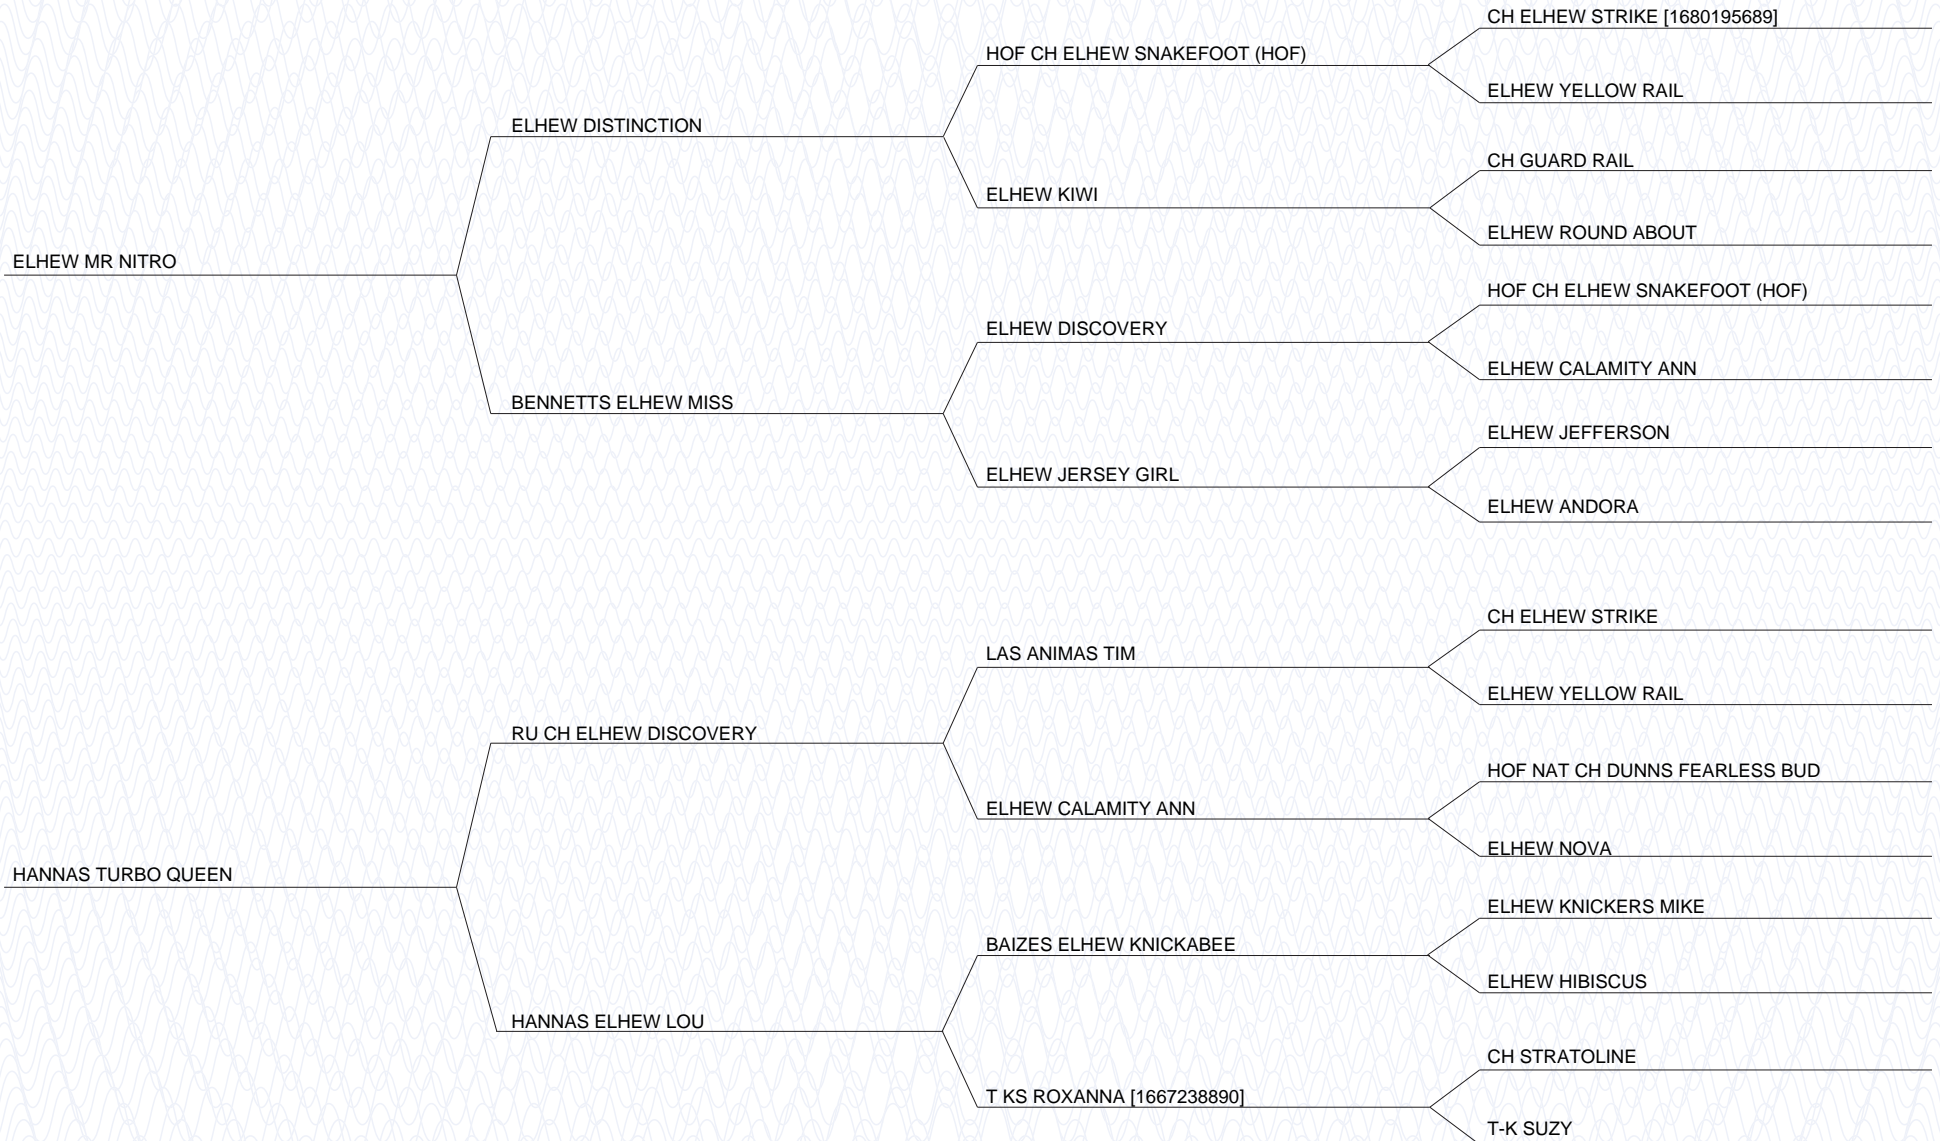 CH ELHEW STRIKE [1680195689]
HOF CH ELHEW SNAKEFOOT (HOF)
ELHEW YELLOW RAIL
ELHEW DISTINCTION
CH GUARD RAIL
ELHEW KIWI
ELHEW ROUND ABOUT
ELHEW MR NITRO
HOF CH ELHEW SNAKEFOOT (HOF)
ELHEW DISCOVERY
ELHEW CALAMITY ANN
BENNETTS ELHEW MISS
ELHEW JEFFERSON
ELHEW JERSEY GIRL
ELHEW ANDORA
CH ELHEW STRIKE
LAS ANIMAS TIM
ELHEW YELLOW RAIL
RU CH ELHEW DISCOVERY
HOF NAT CH DUNNS FEARLESS BUD
ELHEW CALAMITY ANN
ELHEW NOVA
HANNAS TURBO QUEEN
ELHEW KNICKERS MIKE
BAIZES ELHEW KNICKABEE
ELHEW HIBISCUS
HANNAS ELHEW LOU
CH STRATOLINE
T KS ROXANNA [1667238890]
T-K SUZY